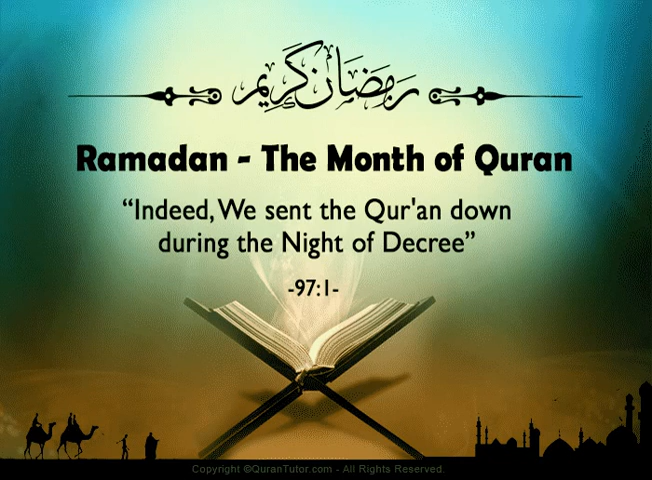 رمضان كريم
Ramadan - The Month of Quran
“Indeed, We sent the Qur'an down
during the Night of Decree”
-97:1-
Copyright ©QuranTutor.com - All Rights Reserved.